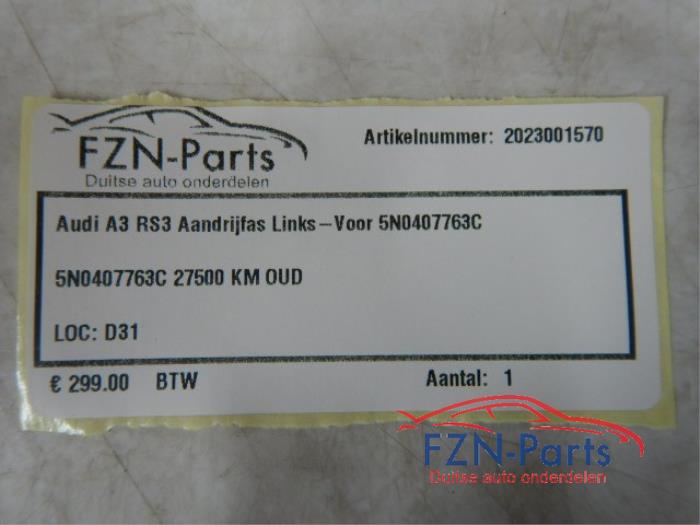 FZN-Parts
Duitse auto onderdelen
Artikelnummer: 2023001570
Audi A3 RS3 Aandrijfas Links-Voor 5N0407763C
5N0407763C 27500 KM OUD
LOC: D31
€ 299.00 BTW
Aantal: 1
FZN-Parts
Duitse auto onderdelen